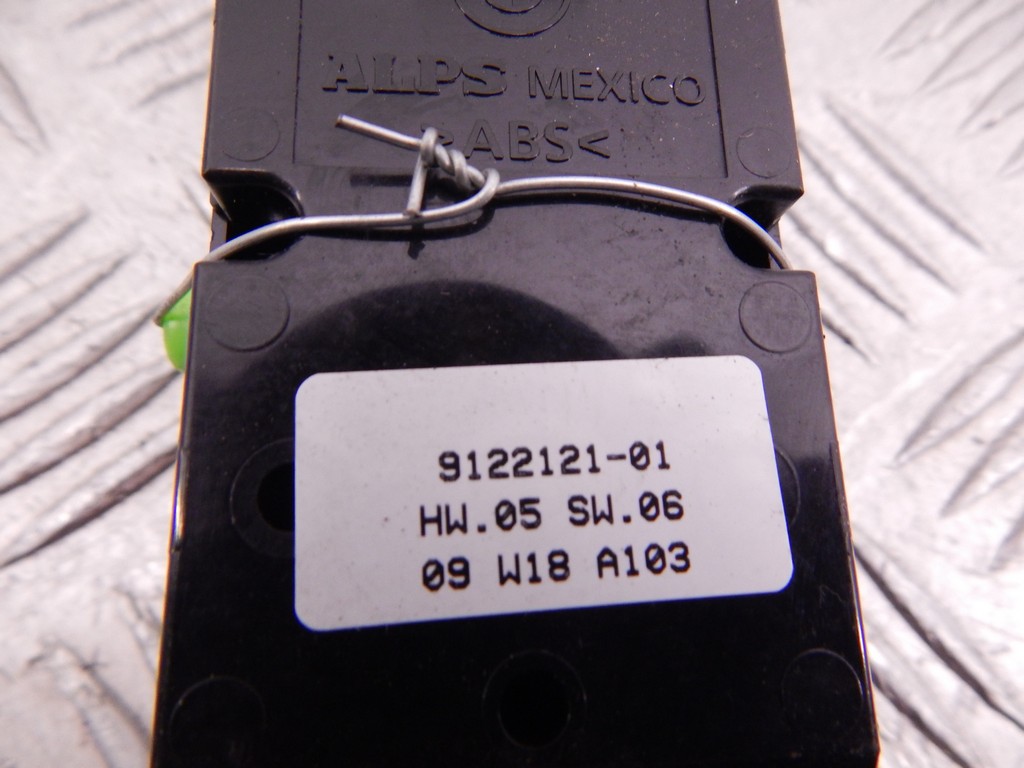 ALPS MEXICO
>ABS<
9122121-01
HW.05 SW.06
09 W18 A103